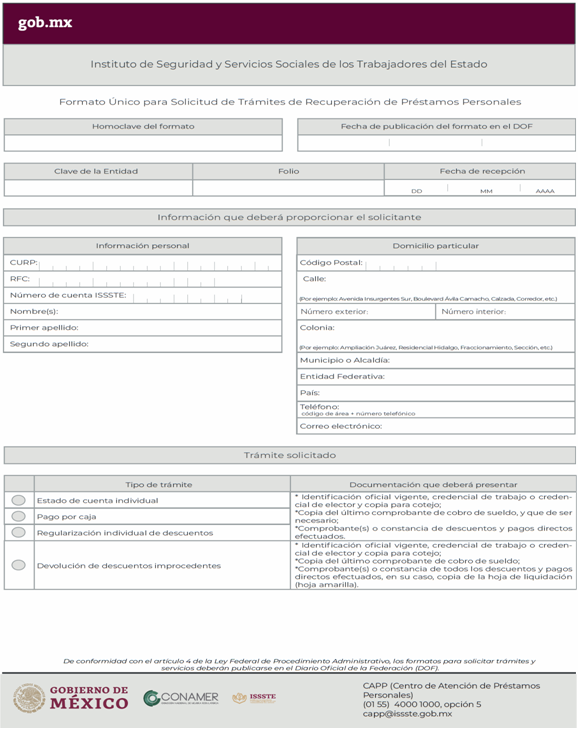 gob.mx
Instituto de Seguridad y Servicios Sociales de los Trabajadores del Estado
Formato Único para Solicitud de Trámites de Recuperación de Préstamos Personales
Homoclave del formato
Fecha de publicación del formato en el DOF
Clave de la Entidad
Folio
Fecha de recepción
DD MM AAAA
Información que deberá proporcionar el solicitante
Información personal
CURP:
RFC:
Número de cuenta ISSSTE:
Nombre(s):
Primer apellido:
Segundo apellido:
Domicilio particular
Código Postal:
Calle:
(Por ejemplo: Avenida Insurgentes Sur, Boulevard Ávila Camacho, Calzada, Corredor, etc.)
Número exterior: Número interior:
Colonia:
(Por ejemplo: Ampliación Juárez, Residencial Hidalgo, Fraccionamiento, Sección, etc.)
Municipio o Alcaldía:
Entidad Federativa:
País:
Teléfono:
código de área + número telefónico
Correo electrónico:
Trámite solicitado
Tipo de trámite
Documentación que deberá presentar
Estado de cuenta individual
Pago por caja
Regularización individual de descuentos
* Identificación oficial vigente, credencial de trabajo o creden-
cial de elector y copia para cotejo;
*Copia del último comprobante de cobro de sueldo, y que de ser
necesario;
*Comprobante(s) o constancia de descuentos y pagos directos
efectuados.
Devolución de descuentos improcedentes
* Identificación oficial vigente, credencial de trabajo o creden-
cial de elector y copia para cotejo;
*Copia del último comprobante de cobro de sueldo;
*Comprobante(s) o constancia de todos los descuentos y pagos
directos efectuados, en su caso, copia de la hoja de liquidación
(hoja amarilla).
De conformidad con el artículo 4 de la Ley Federal de Procedimiento Administrativo, los formatos para solicitar trámites y
servicios deberán publicarse en el Diario Oficial de la Federación (DOF).
GOBIERNO DE
MÉXICO
CONAMER
ISSSTE
CAPP (Centro de Atención de Préstamos
Personales)
(01 55) 4000 1000, opción 5
capp@issste.gob.mx